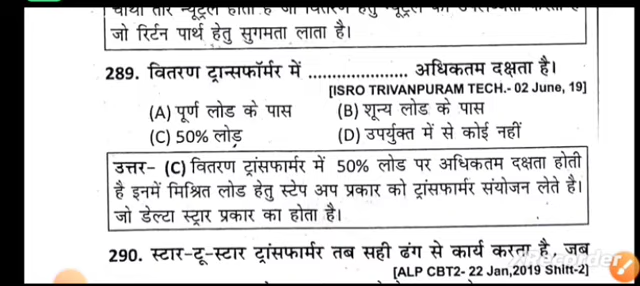 जो रिर्टन पार्थ हेतु सुगमता लाता है।
289. वितरण ट्रान्सफॉर्मर में .................... अधिकतम दक्षता है।
[ISRO TRIVANPURAM TECH.- 02 June, 19]
(A) पूर्ण लोड के पास (B) शून्य लोड के पास
(C) 50% लोड़ (D) उपर्युक्त में से कोई नहीं
उत्तर– (C) वितरण ट्रांसफार्मर में 50% लोड पर अधिकतम दक्षता होती
है इनमें मिश्रित लोड हेतु स्टेप अप प्रकार को ट्रांसफार्मर संयोजन लेते है।
जो डेल्टा स्ट्रार प्रकार का होता है।
290. स्टार-टू-स्टार ट्रांसफार्मर तब सही ढंग से कार्य करता है, जब
[ALP CBT2- 22 Jan,2019 Shift-2]